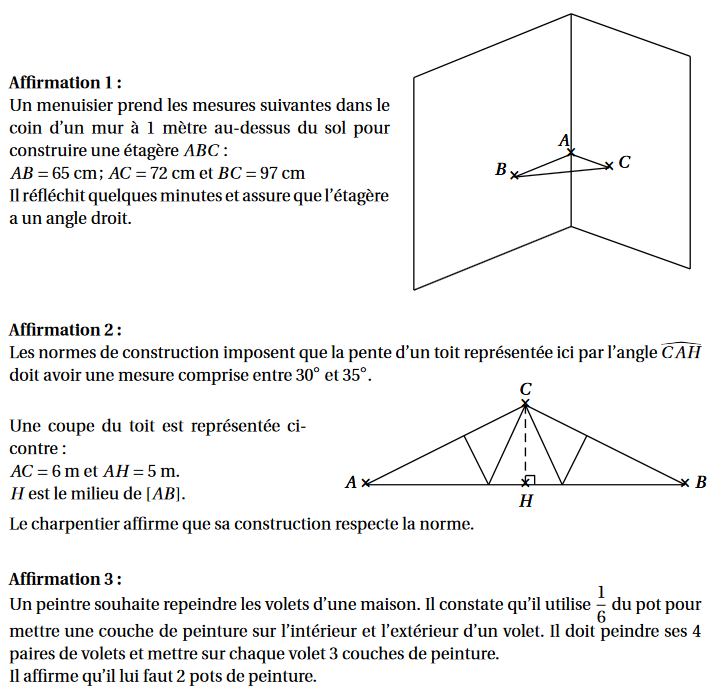 Affirmation 1 :
Un menuisier prend les mesures suivantes dans le
coin d'un mur à 1 mètre au-dessus du sol pour
construire une étagère ABC :
AB = 65 cm ; AC = 72 cm et BC = 97 cm
Il réfléchit quelques minutes et assure que l'étagère
a un angle droit.
A
B
C
Affirmation 2 :
Les normes de construction imposent que la pente d'un toit représentée ici par l'angle $\widehat{CAH}$
doit avoir une mesure comprise entre 30° et 35°.
Une coupe du toit est représentée ci-
contre :
AC = 6 m et AH = 5 m.
H est le milieu de [AB].
C
A
B
H
Le charpentier affirme que sa construction respecte la norme.
Affirmation 3 :
Un peintre souhaite repeindre les volets d'une maison. Il constate qu'il utilise $\frac{1}{6}$ du pot pour
mettre une couche de peinture sur l'intérieur et l'extérieur d'un volet. Il doit peindre ses 4
paires de volets et mettre sur chaque volet 3 couches de peinture.
Il affirme qu'il lui faut 2 pots de peinture.